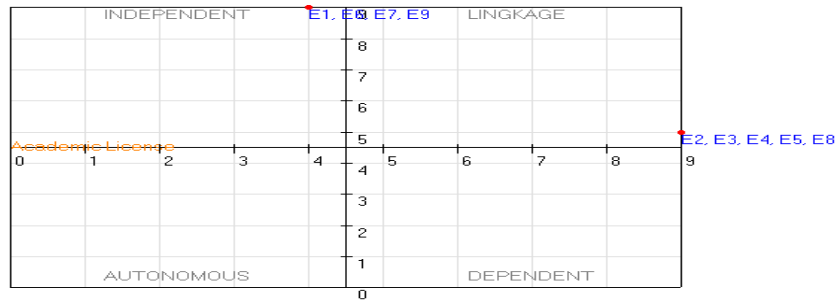 INDEPENDENT
LINGKAGE
E1, E6, E7, E9
9
8
7
6
5
E2, E3, E4, E5, E8
Academic License
0 1 2 3 4 5 6 7 8 9
4
3
2
1
AUTONOMOUS
DEPENDENT
0